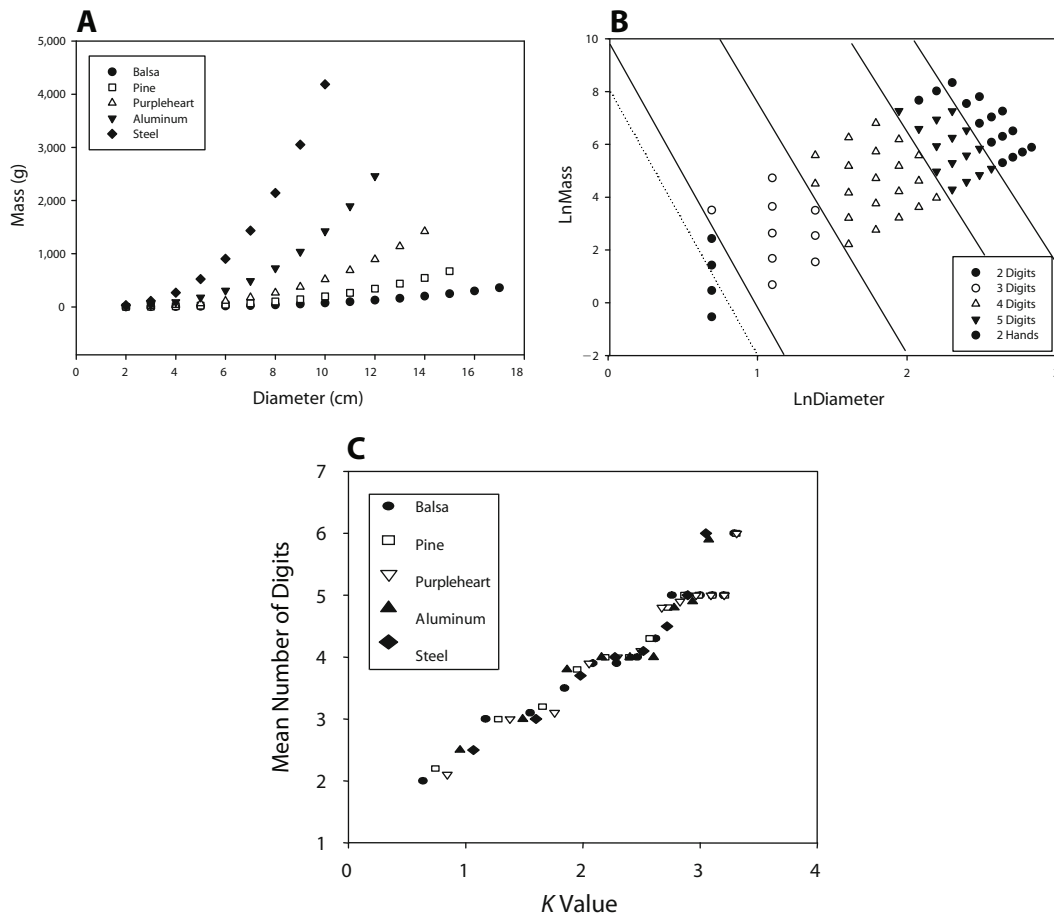 A
5,000
4,000
3,000
2,000
1,000
0
Mass (g)
Balsa
Pine
Purpleheart
Aluminum
Steel
2 4 6 8 10 12 14 16 18
Diameter (cm)
B
10
8
6
4
2
0
−2
LnMass
2 Digits
3 Digits
4 Digits
5 Digits
2 Hands
0 1 2
LnDiameter
C
7
6
5
4
3
2
1
Mean Number of Digits
Balsa
Pine
Purpleheart
Aluminum
Steel
0 1 2 3 4
K Value